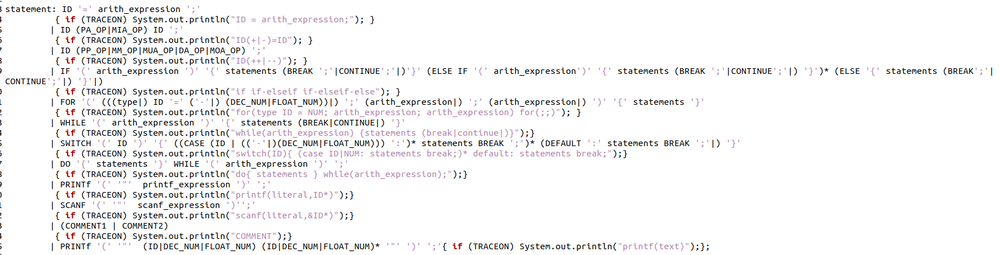 statement: ID '=' arith_expression ';'
{ if (TRACEON) System.out.println("ID = arith_expression;"); }
| ID (PA_OP|MIA_OP) ID ';'
{ if (TRACEON) System.out.println("ID(+|-)=ID"); }
| ID (PP_OP|MM_OP|MUA_OP|DA_OP|MOA_OP) ';'
{ if (TRACEON) System.out.println("ID(++|--)"); }
| IF '(' arith_expression ')' '{' statements (BREAK ';'|CONTINUE';'|)'}' (ELSE IF '(' arith_expression')' '{' statements (BREAK ';'|CONTINUE';'|) '}')* (ELSE '{' statements (BREAK';'|
CONTINUE';'|) '}'|)
{ if (TRACEON) System.out.println("if if-elseif if-elseif-else"); }
| FOR '(' (((type|) ID '=' ('-'|) (DEC_NUM|FLOAT_NUM))|) ';' (arith_expression|) ';' (arith_expression|) ')' '{' statements '}'
{ if (TRACEON) System.out.println("for(type ID = NUM; arith_expression; arith_expression) for(;;)"); }
| WHILE '(' arith_expression ')' '{' statements (BREAK|CONTINUE|) '}'
{ if (TRACEON) System.out.println("while(arith_expression) {statements (break|continue|)}");}
| SWITCH '(' ID ')' '{' ((CASE (ID | (('-'|)(DEC_NUM|FLOAT_NUM))) ':')* statements BREAK ';')* (DEFAULT ':' statements BREAK ';'|) '}'
{ if (TRACEON) System.out.println("switch(ID){ (case ID|NUM: statements break;)* default: statements break;");}
| DO '{' statements '}' WHILE '(' arith_expression ')' ';'
{ if (TRACEON) System.out.println("do{ statements } while(arith_expression);");}
| PRINTf '(' '"' printf_expression ')' ';'
{ if (TRACEON) System.out.println("printf(literal,ID*)");}
| SCANF '(' '"' scanf_expression ')'';'
{ if (TRACEON) System.out.println("scanf(literal,&ID*)");}
| (COMMENT1 | COMMENT2)
{ if (TRACEON) System.out.println("COMMENT");}
| PRINTf '(' '"' (ID|DEC_NUM|FLOAT_NUM) (ID|DEC_NUM|FLOAT_NUM)* '"' ')' ';'{ if (TRACEON) System.out.println("printf(text)");};